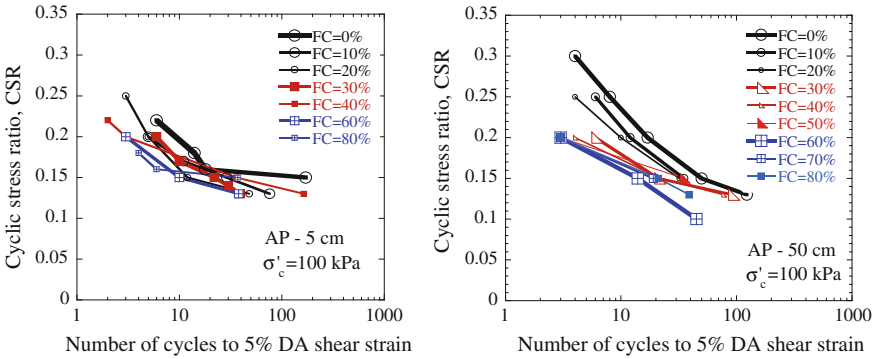 Cyclic stress ratio, CSR
0.3
0.25
0.2
0.15
0.1
0.05
0
1
10
100
1000
Number of cycles to 5% DA shear strain
FC=0%
FC=10%
FC=20%
FC=30%
FC=40%
FC=60%
FC=80%
AP - 5 cm
σ'c=100 kPa
Cyclic stress ratio, CSR
0.35
0.3
0.25
0.2
0.15
0.1
0.05
0
1
10
100
1000
Number of cycles to 5% DA shear strain
FC=0%
FC=10%
FC=20%
FC=30%
FC=40%
FC=50%
FC=60%
FC=70%
FC=80%
AP - 50 cm
σ'c=100 kPa